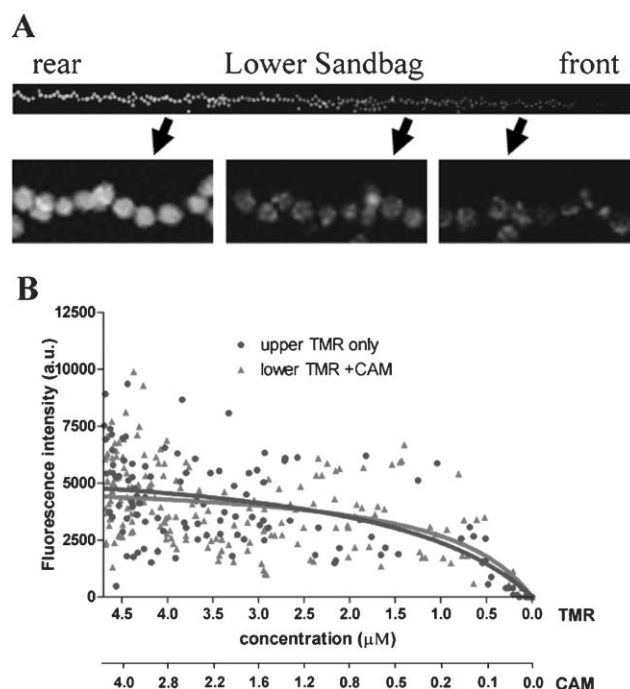 A
rear Lower Sandbag front
B
12500
10000
7500
5000
2500
0
Fluorescence intensity (a.u.)
upper TMR only
lower TMR +CAM
4.5 4.0 3.5 3.0 2.5 2.0 1.5 1.0 0.5 0.0 TMR
concentration (μM)
4.0 2.8 2.2 1.6 1.2 0.8 0.5 0.2 0.1 0.0 CAM